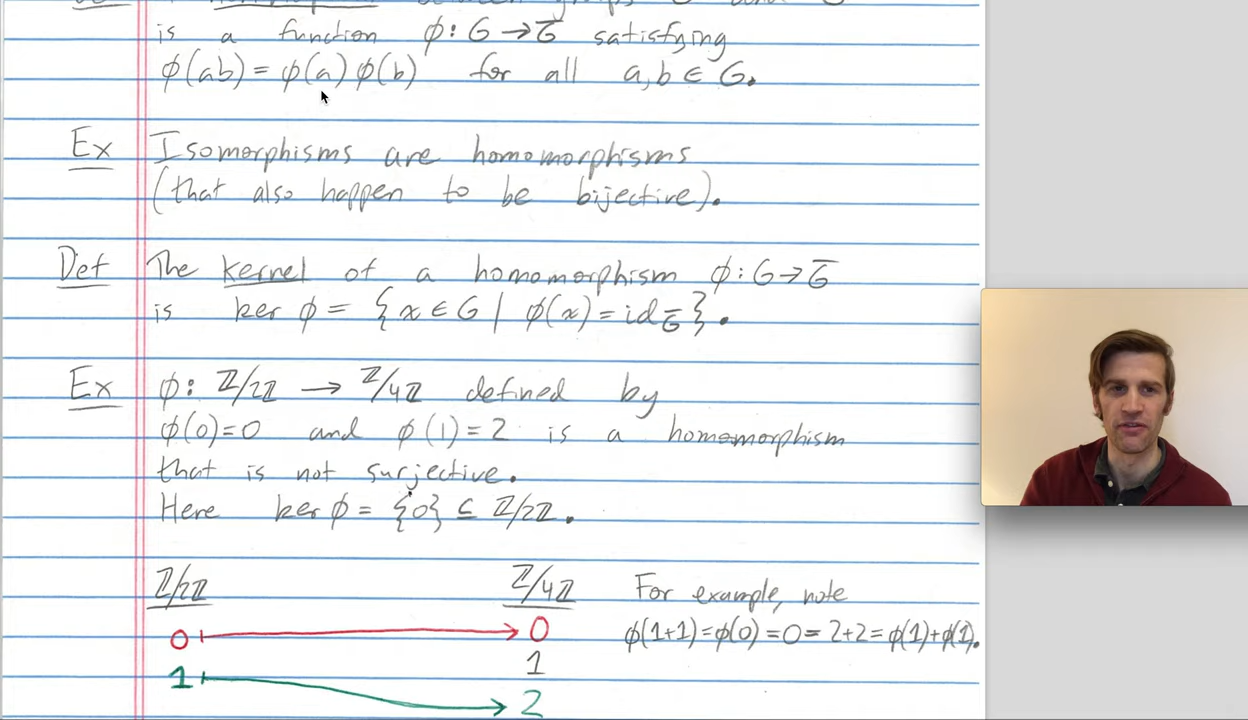 is a function ϕ: G → G̅ satisfying
ϕ(ab) = ϕ(a) ϕ(b) for all a,b ∈ G.
Ex Isomorphisms are homomorphisms
(that also happen to be bijective).
Def The kernel of a homomorphism ϕ: G → G̅
is ker ϕ = {x ∈ G | ϕ(x) = id_G̅}.
Ex ϕ: ℤ/2ℤ → ℤ/4ℤ defined by
ϕ(0)=0 and ϕ(1)=2 is a homomorphism
that is not surjective.
Here ker ϕ = {0} ⊆ ℤ/2ℤ.
ℤ/2ℤ ℤ/4ℤ For example, note
0 ↦ 0 ϕ(1+1)=ϕ(0)=0=2+2=ϕ(1)+ϕ(1).
1
1 ↦ 2